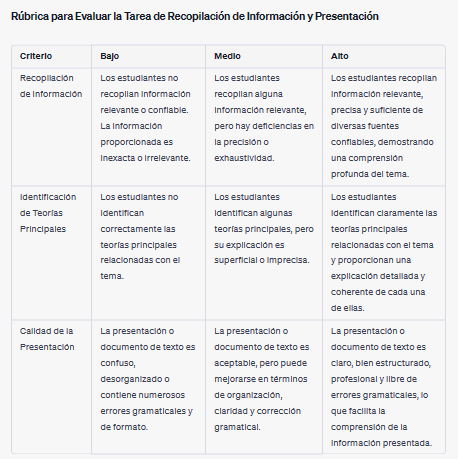 Rúbrica para Evaluar la Tarea de Recopilación de Información y Presentación
Criterio
Bajo
Medio
Alto
Recopilación
de Información
Los estudiantes no
recopilan información
relevante o confiable.
La información
proporcionada es
inexacta o irrelevante.
Los estudiantes
recopilan alguna
información relevante,
pero hay deficiencias en
la precisión o
exhaustividad.
Los estudiantes recopilan
información relevante,
precisa y suficiente de
diversas fuentes
confiables, demostrando
una comprensión
profunda del tema.
Identificación
de Teorías
Principales
Los estudiantes no
identifican
correctamente las
teorías principales
relacionadas con el
tema.
Los estudiantes
identifican algunas
teorías principales, pero
su explicación es
superficial o imprecisa.
Los estudiantes
identifican claramente las
teorías principales
relacionadas con el tema
y proporcionan una
explicación detallada y
coherente de cada una
de ellas.
Calidad de la
Presentación
La presentación o
documento de texto es
confuso,
desorganizado o
contiene numerosos
errores gramaticales y
de formato.
La presentación o
documento de texto es
aceptable, pero puede
mejorarse en términos
de organización,
claridad y corrección
gramatical.
La presentación o
documento de texto es
claro, bien estructurado,
profesional y libre de
errores gramaticales, lo
que facilita la
comprensión de la
información presentada.